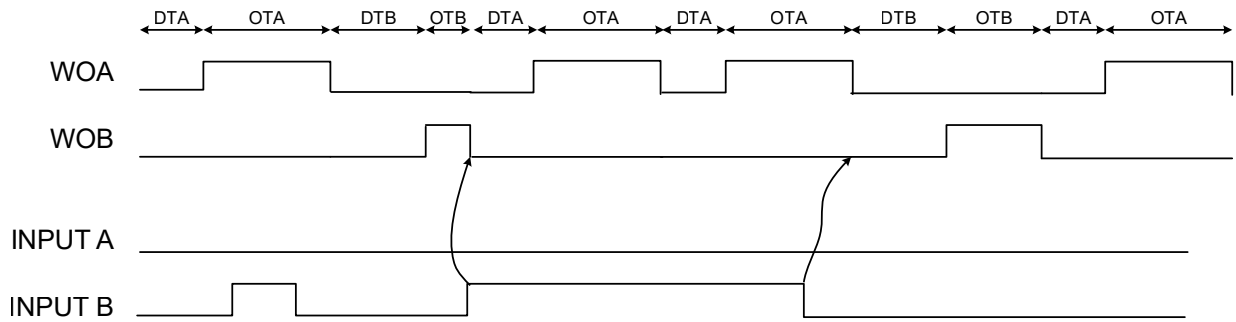 DTA OTA DTB OTB DTA OTA DTA OTA DTB OTB DTA OTA
WOA
WOB
INPUT A
INPUT B